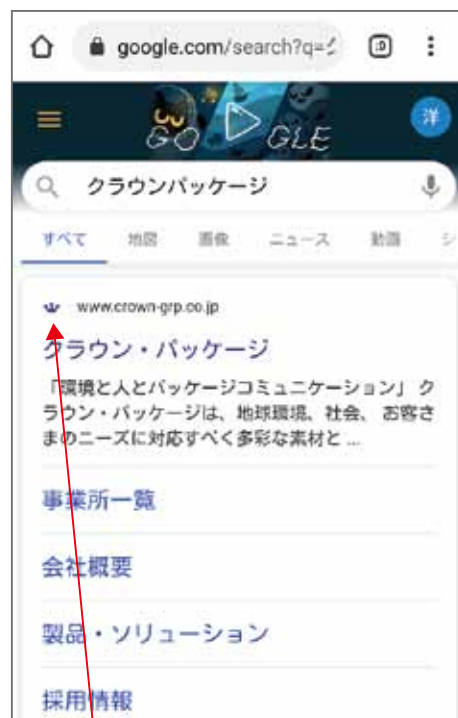 google.com/search?q=
:D
GOOGLE
洋
クラウンパッケージ
すべて 地図 画像 ニュース 動画 シ
www.crown-grp.co.jp
クラウン・パッケージ
「環境と人とパッケージコミュニケーション」 ク
ラウン・パッケージは、地球環境、社会、 お客さ
まのニーズに対応すべく多彩な素材と ...
事業所一覧
会社概要
製品・ソリューション
採用情報